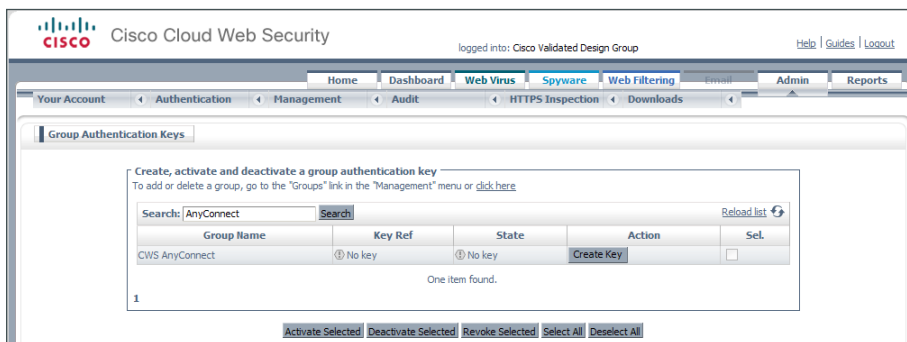 CISCO
Cisco Cloud Web Security
logged into: Cisco Validated Design Group
Help | Guides | Logout
Home Dashboard Web Virus Spyware Web Filtering Email Admin Reports
Your Account Authentication Management Audit HTTPS Inspection Downloads
Group Authentication Keys
Create, activate and deactivate a group authentication key
To add or delete a group, go to the "Groups" link in the "Management" menu or click here
Search: AnyConnect Search Reload list
Group Name Key Ref State Action Sel.
CWS AnyConnect No key No key Create Key
One item found.
1
Activate Selected Deactivate Selected Revoke Selected Select All Deselect All